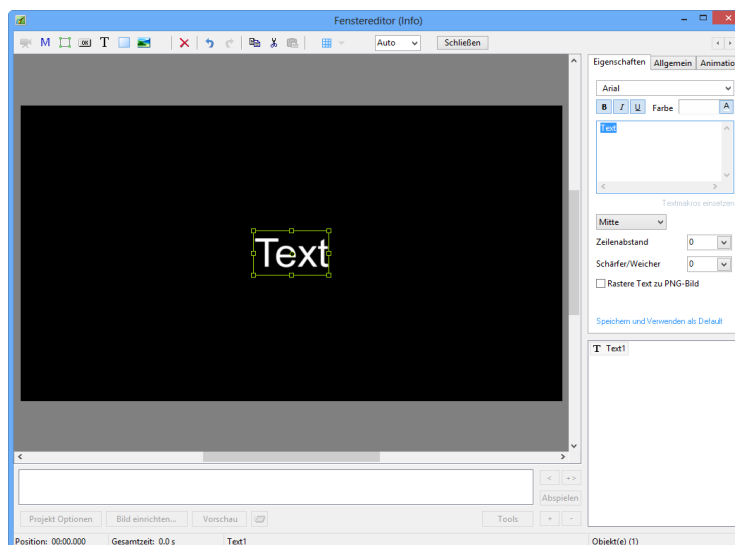 Fenstereditor (Info)
M OK T Auto Schließen
Eigenschaften Allgemein Animatio
Arial
B I U Farbe A
Text
Textmakros einsetzen
Mitte
Zeilenabstand 0
Schärfer/Weicher 0
Rastere Text zu PNG-Bild
Speichern und Verwenden als Default
Text
T Text1
< +>
Abspielen
Projekt Optionen Bild einrichten... Vorschau Tools + -
Position: 00:00.000 Gesamtzeit: 0.0 s Text1 Objekt(e) (1)